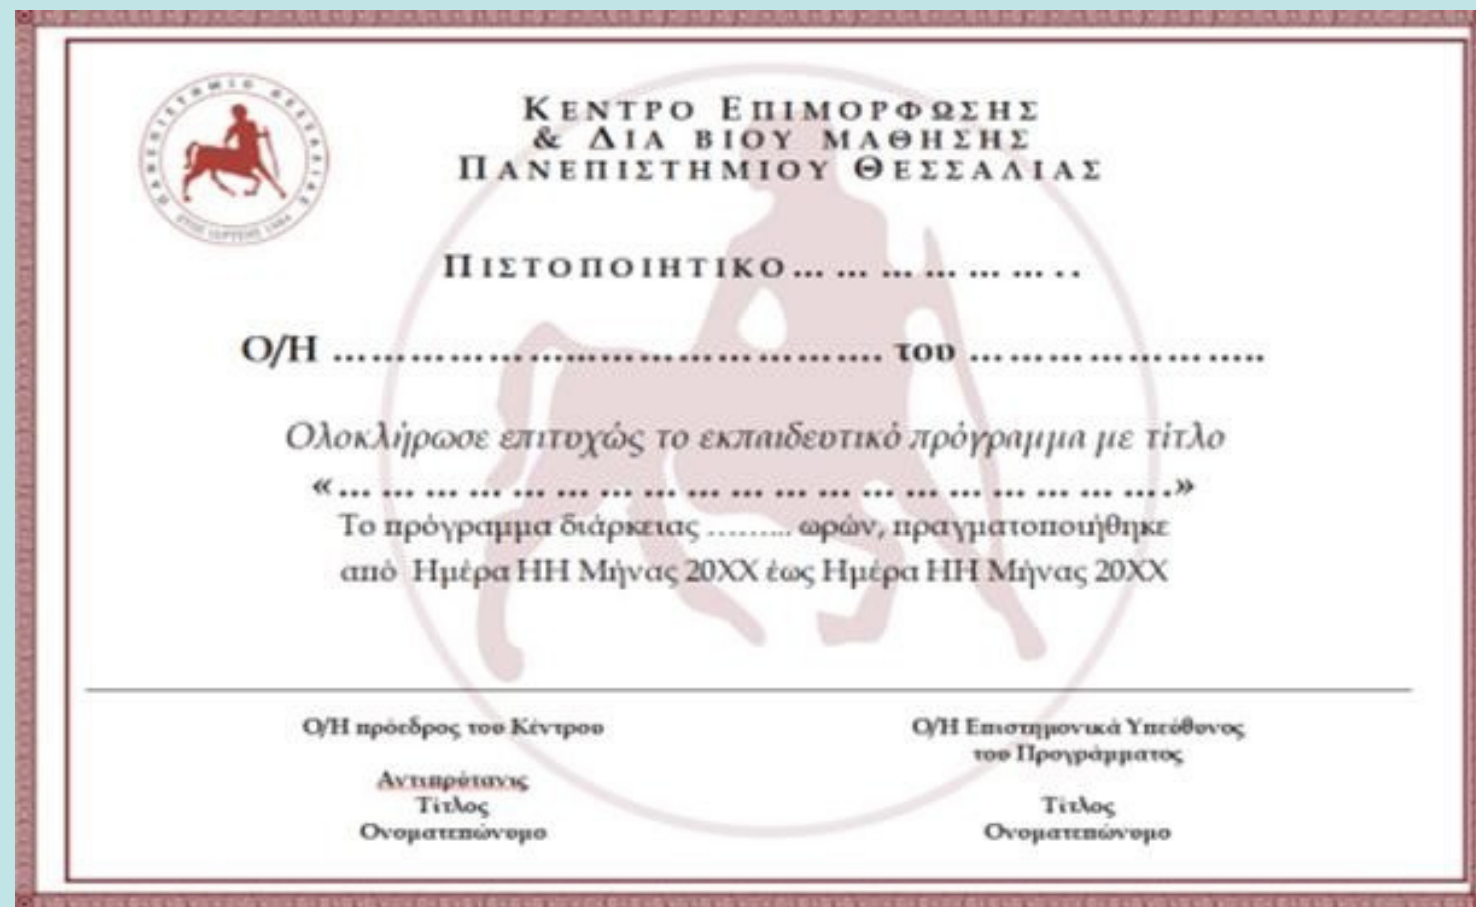 ΠΑΝΕΠΙΣΤΗΜΙΟ ΘΕΣΣΑΛΙΑΣ
ΚΕΝΤΡΟ ΕΠΙΜΟΡΦΩΣΗΣ
& ΔΙΑ ΒΙΟΥ ΜΑΘΗΣΗΣ
ΠΑΝΕΠΙΣΤΗΜΙΟΥ ΘΕΣΣΑΛΙΑΣ
ΠΙΣΤΟΠΟΙΗΤΙΚΟ... ... ... ... ... ... . .
Ο/Η ……………………………………. του …………………..
Ολοκλήρωσε επιτυχώς το εκπαιδευτικό πρόγραμμα με τίτλο
«... ... ... ... ... ... ... ... ... ... ... ... ... ... ... ... ... ... ... ....»
Το πρόγραμμα διάρκειας ......... ωρών, πραγματοποιήθηκε
από Ημέρα ΗΗ Μήνας 20ΧΧ έως Ημέρα ΗΗ Μήνας 20ΧΧ
Ο/Η πρόεδρος του Κέντρου
Αντιπρύτανις
Τίτλος
Ονοματεπώνυμο
Ο/Η Επιστημονικά Υπεύθυνος
του Προγράμματος
Τίτλος
Ονοματεπώνυμο